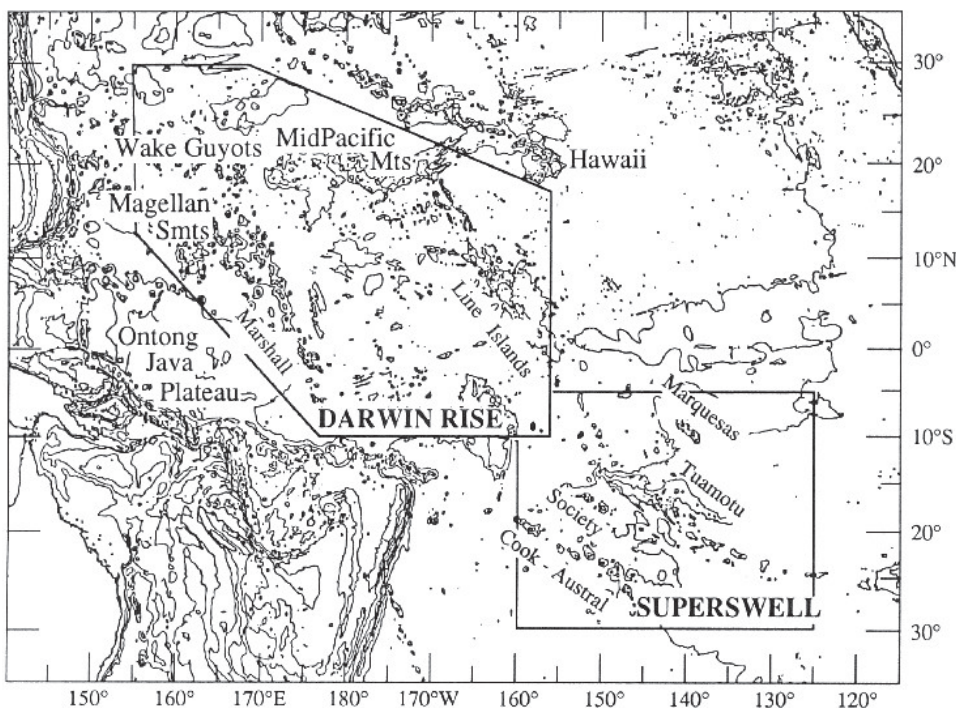 30°
Wake Guyots
MidPacific
Mts
Hawaii
20°
Magellan
Smts
10°N
Line Islands
Ontong
Java
Plateau
Marshall
0°
DARWIN RISE
Marquesas
10°S
Tuamotu
Society
20°
Cook - Austral
SUPERSWELL
30°
150° 160° 170°E 180° 170°W 160° 150° 140° 130° 120°